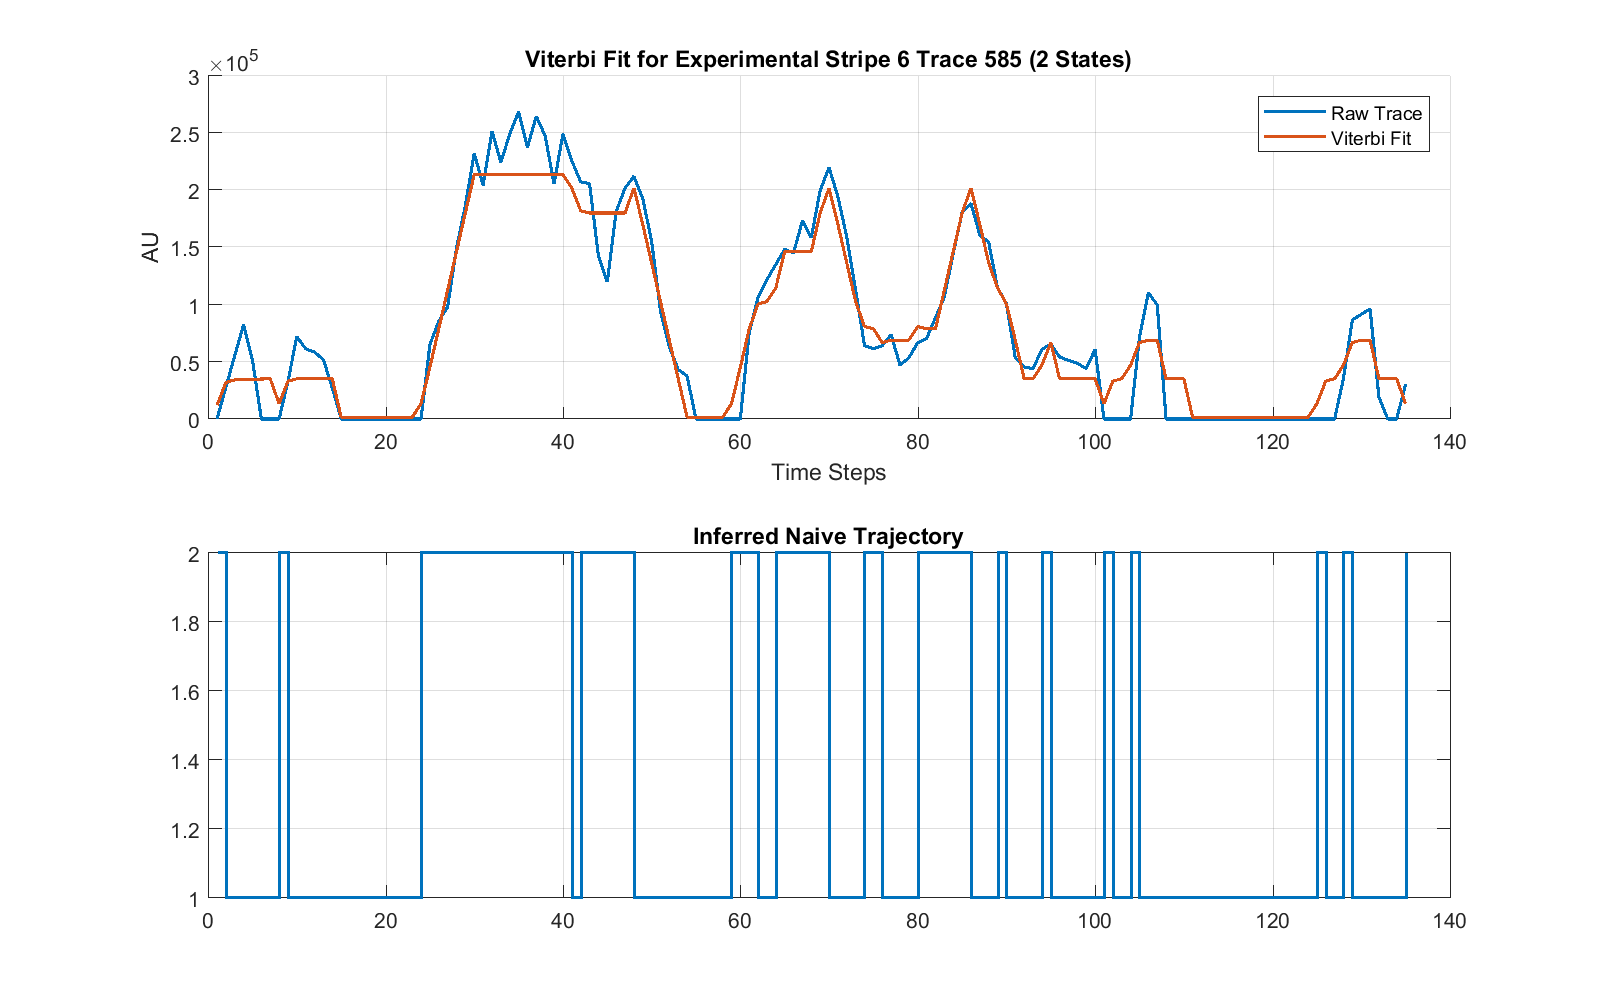 Viterbi Fit for Experimental Stripe 6 Trace 585 (2 States)
×10^5
3
2.5
2
1.5
1
0.5
0
AU
Raw Trace
Viterbi Fit
0 20 40 60 80 100 120 140
Time Steps
Inferred Naive Trajectory
2
1.8
1.6
1.4
1.2
1
0 20 40 60 80 100 120 140